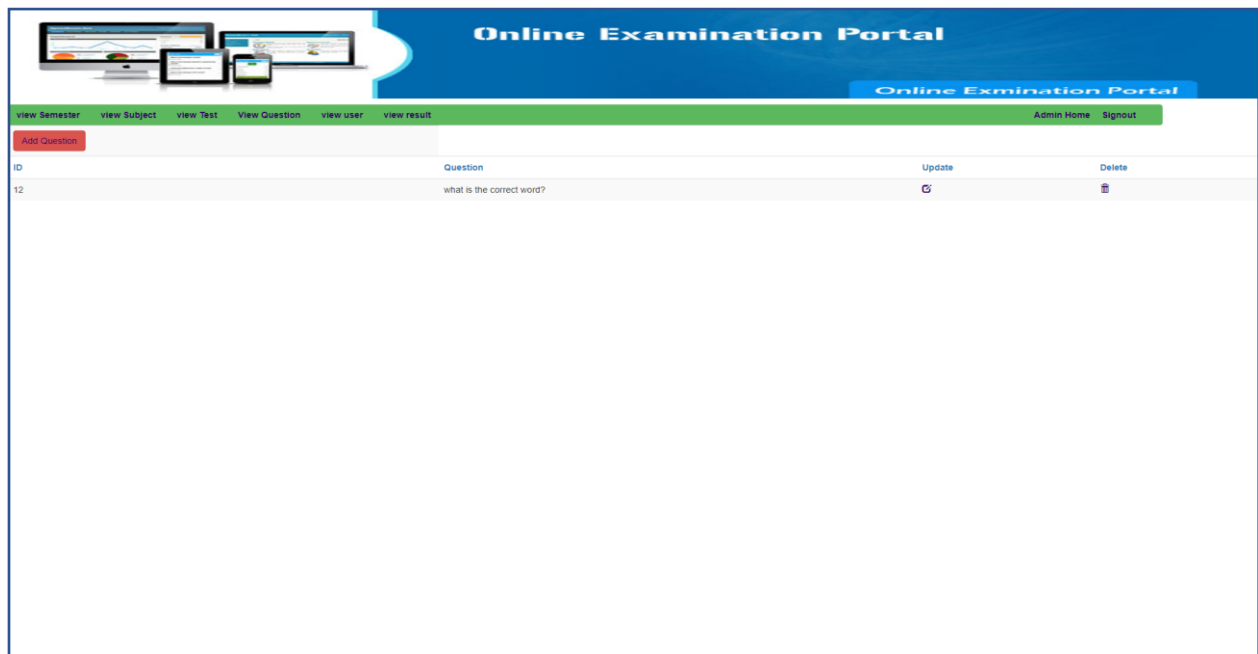 Online Examination Portal
Online Exmination Portal
view Semester view Subject view Test View Question view user view result Admin Home Signout
Add Question
ID Question Update Delete
12 what is the correct word?